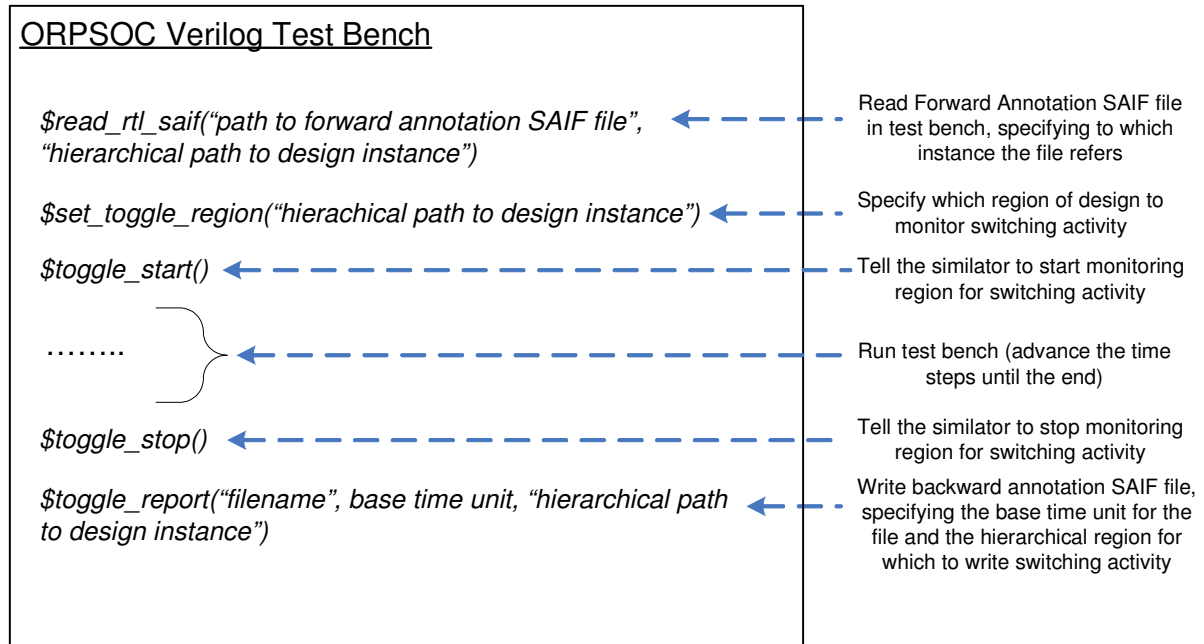 ORPSOC Verilog Test Bench
$read_rtl_saif(“path to forward annotation SAIF file”,
“hierarchical path to design instance”)
Read Forward Annotation SAIF file
in test bench, specifying to which
instance the file refers
$set_toggle_region(“hierachical path to design instance”)
Specify which region of design to
monitor switching activity
$toggle_start()
Tell the similator to start monitoring
region for switching activity
........
Run test bench (advance the time
steps until the end)
$toggle_stop()
Tell the similator to stop monitoring
region for switching activity
$toggle_report(“filename”, base time unit, “hierarchical path
to design instance”)
Write backward annotation SAIF file,
specifying the base time unit for the
file and the hierarchical region for
which to write switching activity